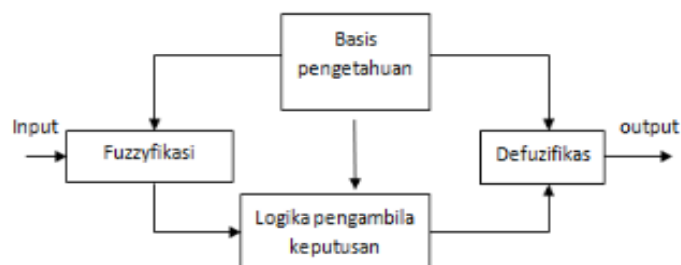 Basis
pengetahuan
Input
Fuzzyfikasi
Defuzifikas
output
Logika pengambila
keputusan